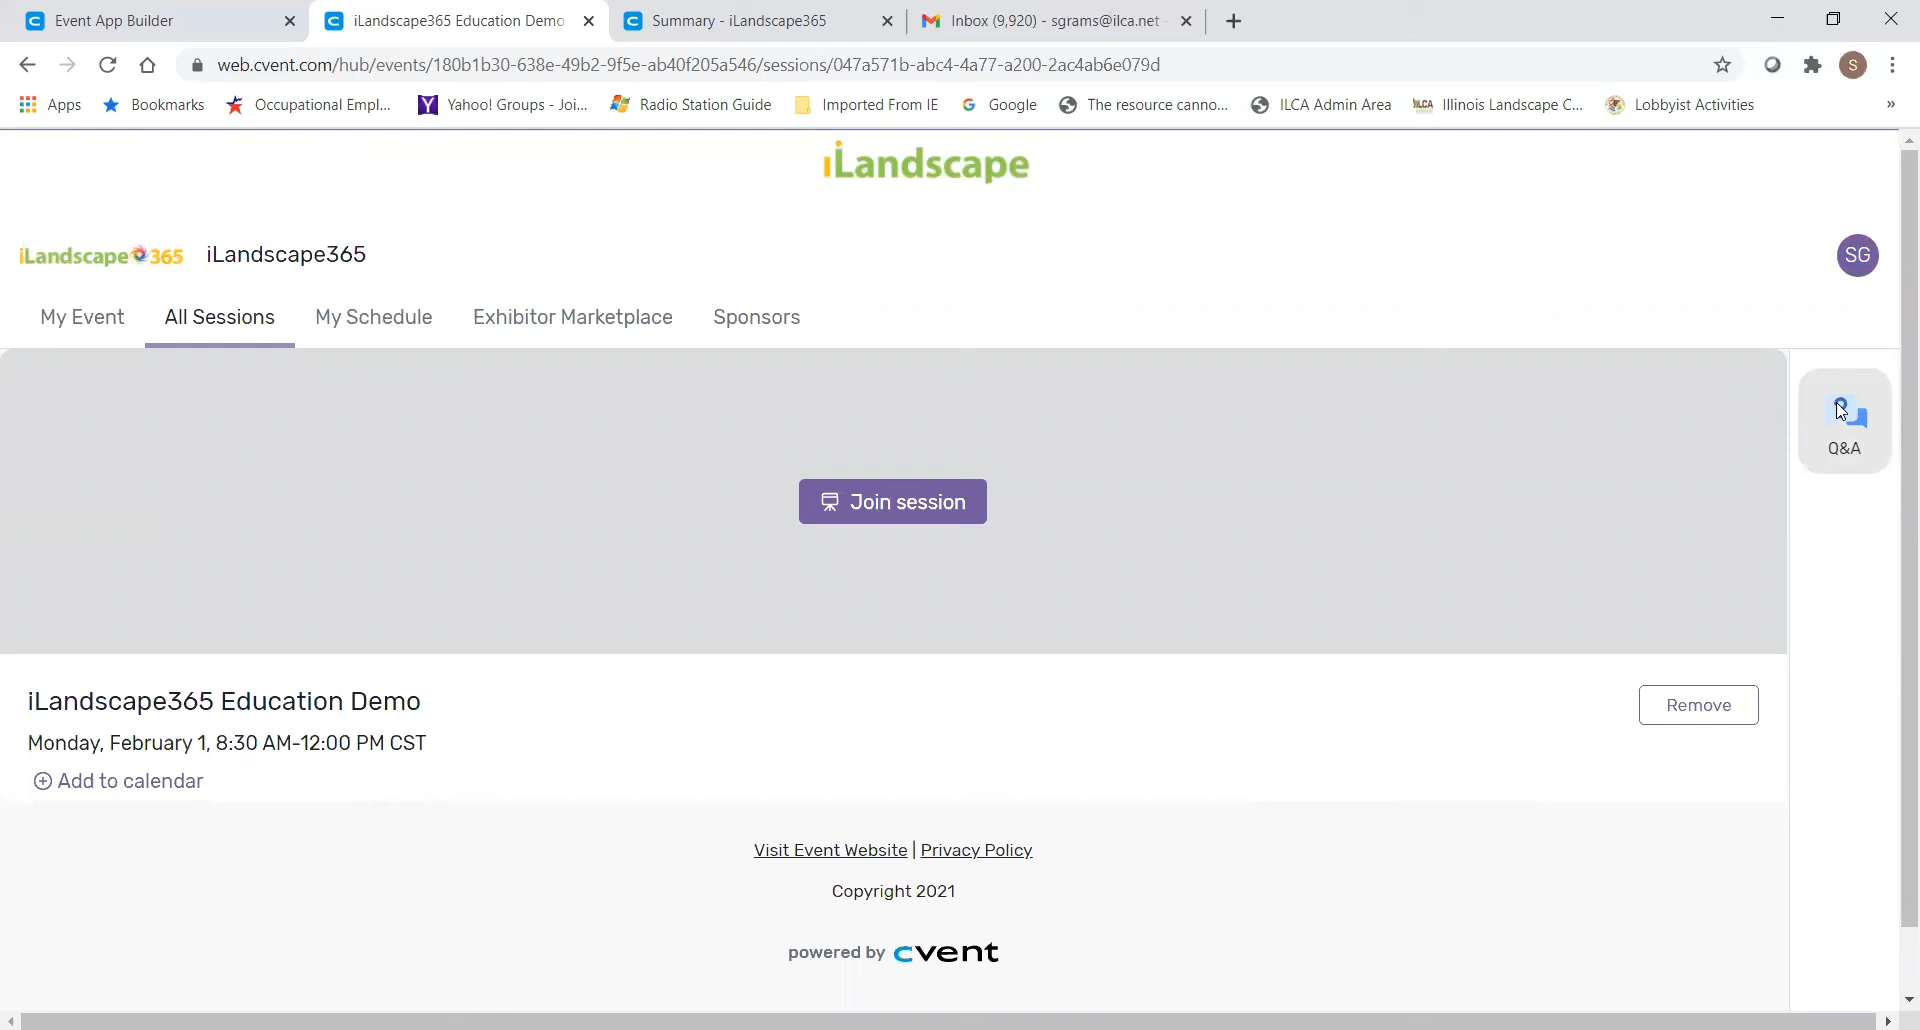 Event App Builder
iLandscape365 Education Demo
Summary - iLandscape365
Inbox (9,920) - sgrams@ilca.net -
web.cvent.com/hub/events/180b1b30-638e-49b2-9f5e-ab40f205a546/sessions/047a571b-abc4-4a77-a200-2ac4ab6e079d
S
Apps
Bookmarks
Occupational Empl...
Yahoo! Groups - Joi...
Radio Station Guide
Imported From IE
Google
The resource canno...
ILCA Admin Area
Illinois Landscape C...
Lobbyist Activities
»
iLandscape
iLandscape 365
iLandscape365
SG
My Event
All Sessions
My Schedule
Exhibitor Marketplace
Sponsors
Q&A
Join session
iLandscape365 Education Demo
Remove
Monday, February 1, 8:30 AM-12:00 PM CST
Add to calendar
Visit Event Website | Privacy Policy
Copyright 2021
powered by cvent